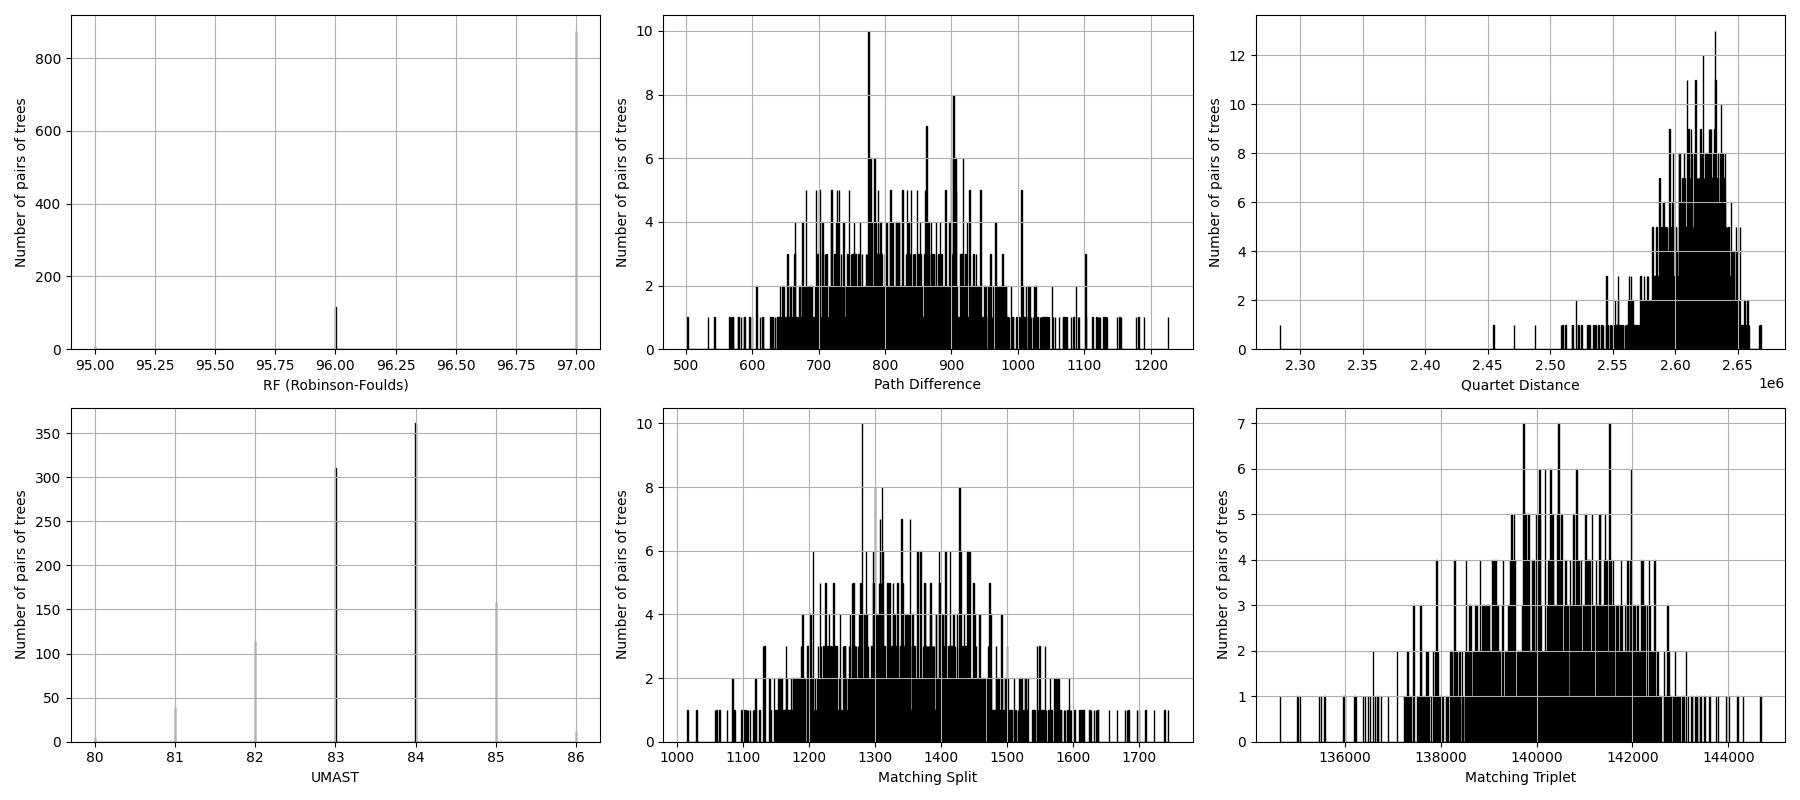 Number of pairs of trees
800
600
400
200
0
95.00 95.25 95.50 95.75 96.00 96.25 96.50 96.75 97.00
RF (Robinson-Foulds)
Number of pairs of trees
10
8
6
4
2
0
500 600 700 800 900 1000 1100 1200
Path Difference
Number of pairs of trees
12
10
8
6
4
2
0
2.30 2.35 2.40 2.45 2.50 2.55 2.60 2.65
1e6
Quartet Distance
Number of pairs of trees
350
300
250
200
150
100
50
0
80 81 82 83 84 85 86
UMAST
Number of pairs of trees
10
8
6
4
2
0
1000 1100 1200 1300 1400 1500 1600 1700
Matching Split
Number of pairs of trees
7
6
5
4
3
2
1
0
136000 138000 140000 142000 144000
Matching Triplet